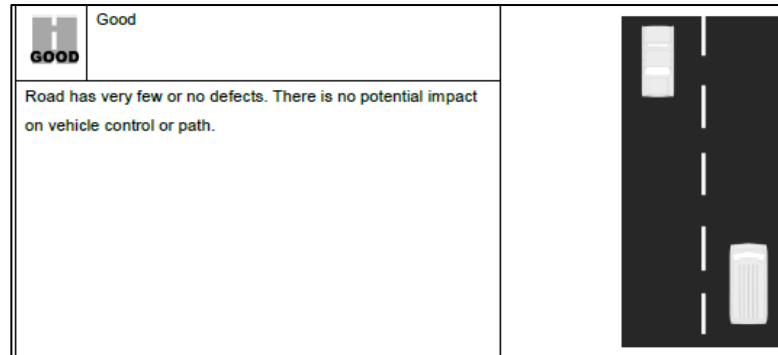 GOOD
Good
Road has very few or no defects. There is no potential impact
on vehicle control or path.